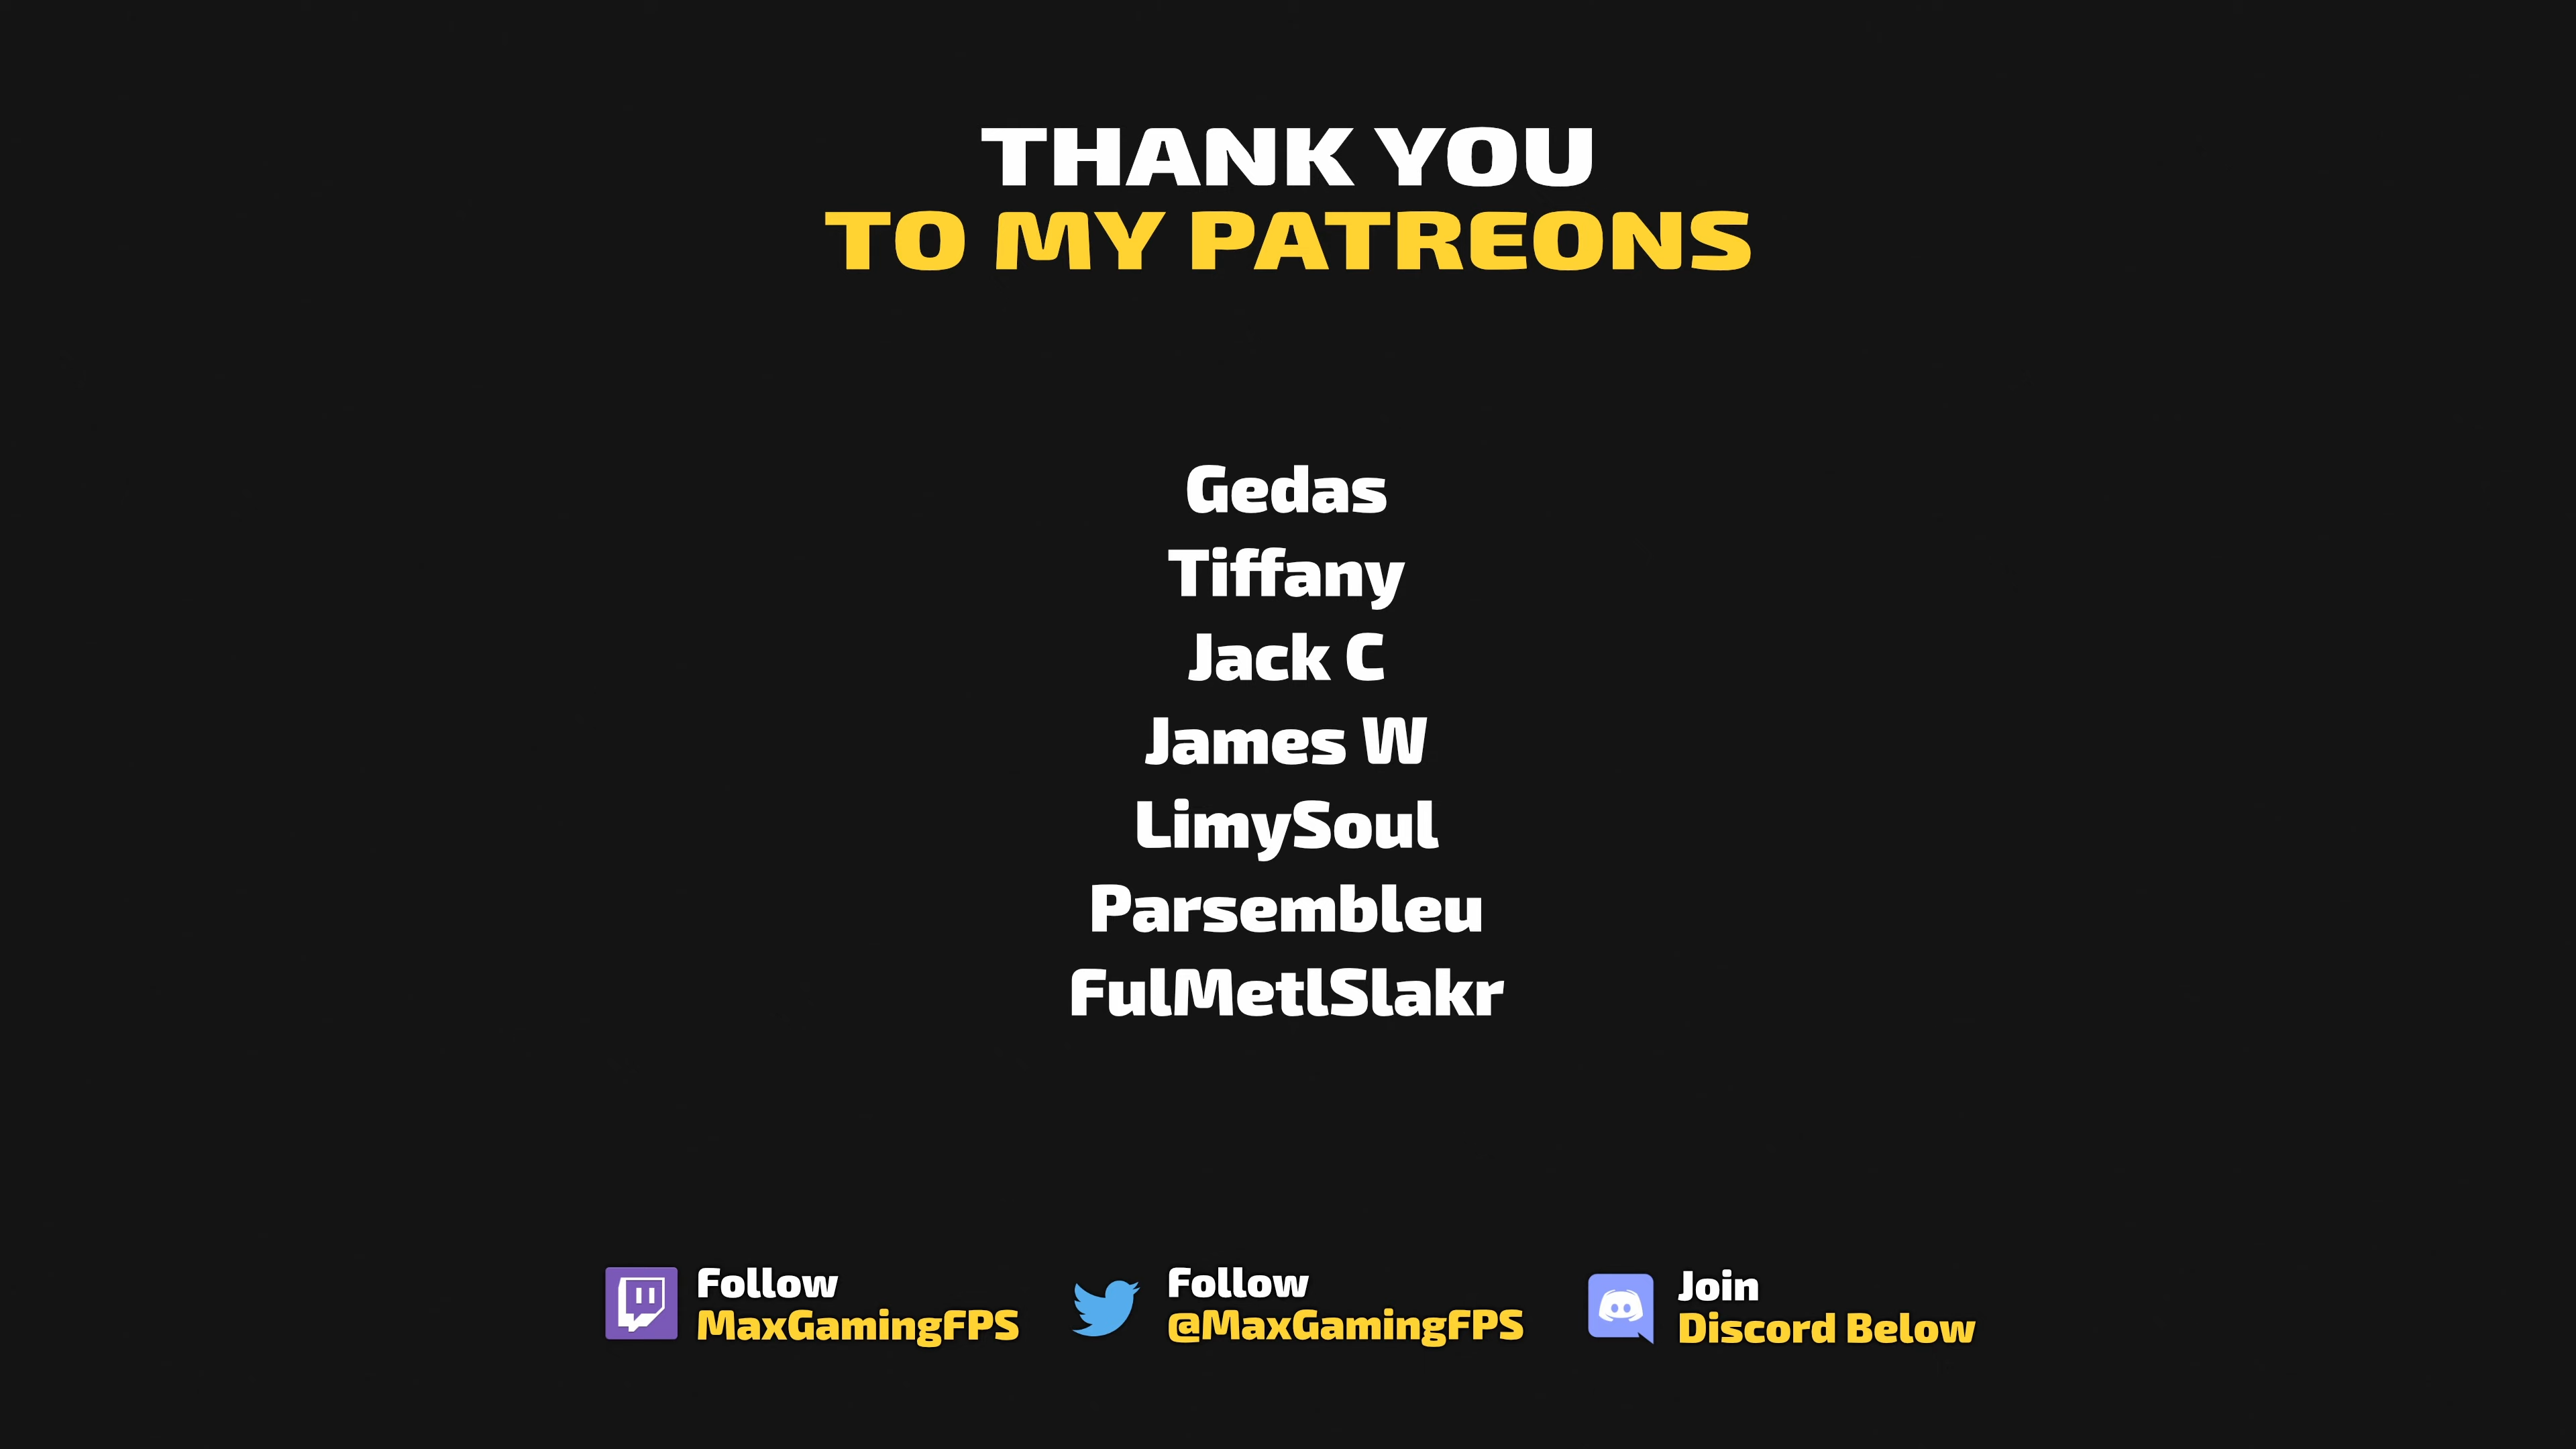 THANK YOU
TO MY PATREONS
Gedas
Tiffany
Jack C
James W
LimySoul
Parsembleu
FulMetlSlakr
Follow
MaxGamingFPS
Follow
@MaxGamingFPS
Join
Discord Below